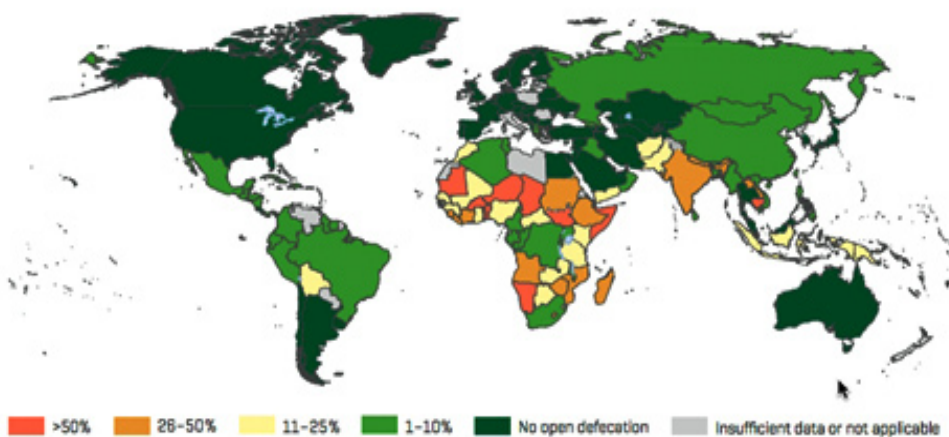 >50%
26-50%
11-25%
1-10%
No open defecation
Insufficient data or not applicable